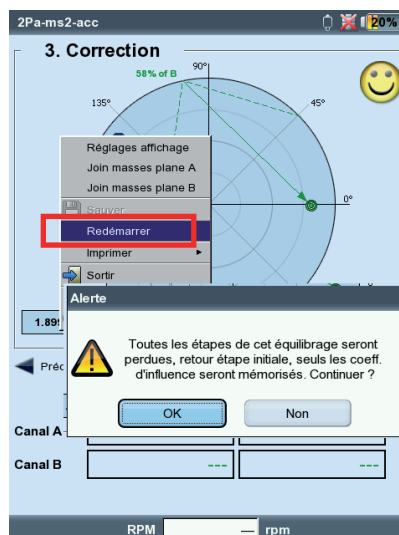 2Pa-ms2-acc
20%
3. Correction
58% of B
90°
135°
45°
0°
Réglages affichage
Join masses plane A
Join masses plane B
Sauver
Redémarrer
Imprimer
Sortir
Alerte
1.89
Toutes les étapes de cet équilibrage seront
perdues, retour étape initiale, seuls les coeff.
d'influence seront mémorisés. Continuer ?
Préc
OK
Non
Canal A
Canal B
---
---
RPM
—
rpm